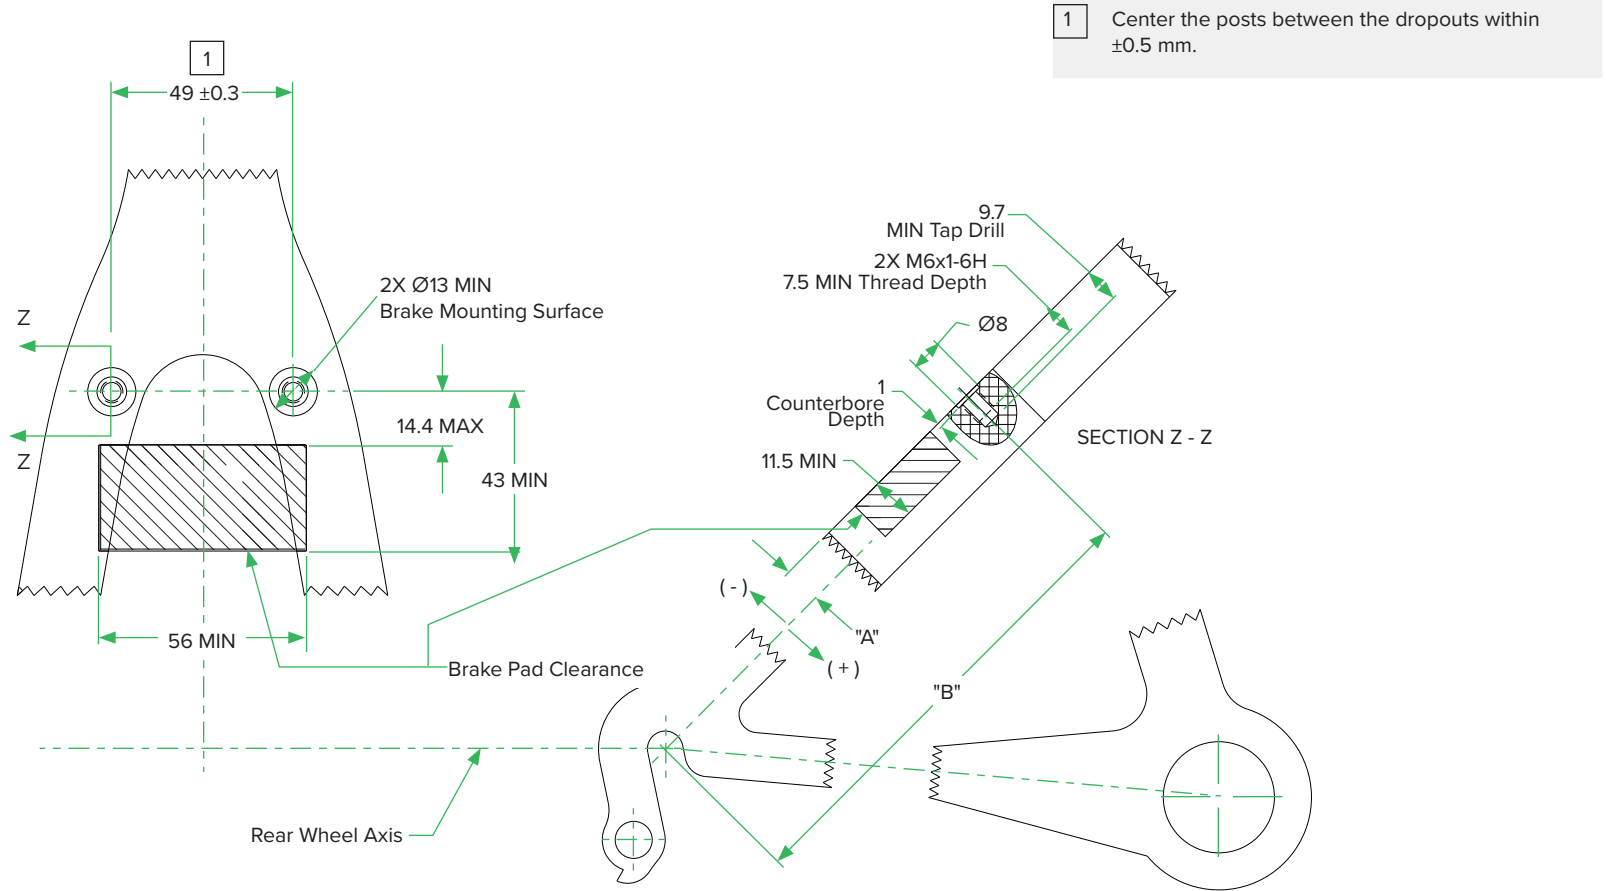 1 Center the posts between the dropouts within
±0.5 mm.
1
49 ±0.3
9.7
MIN Tap Drill
2X M6x1-6H
7.5 MIN Thread Depth
2X Ø13 MIN
Brake Mounting Surface
Z
Ø8
1
Counterbore
Depth
14.4 MAX
SECTION Z - Z
Z
11.5 MIN
43 MIN
( - )
"A"
56 MIN
( + )
Brake Pad Clearance
"B"
Rear Wheel Axis